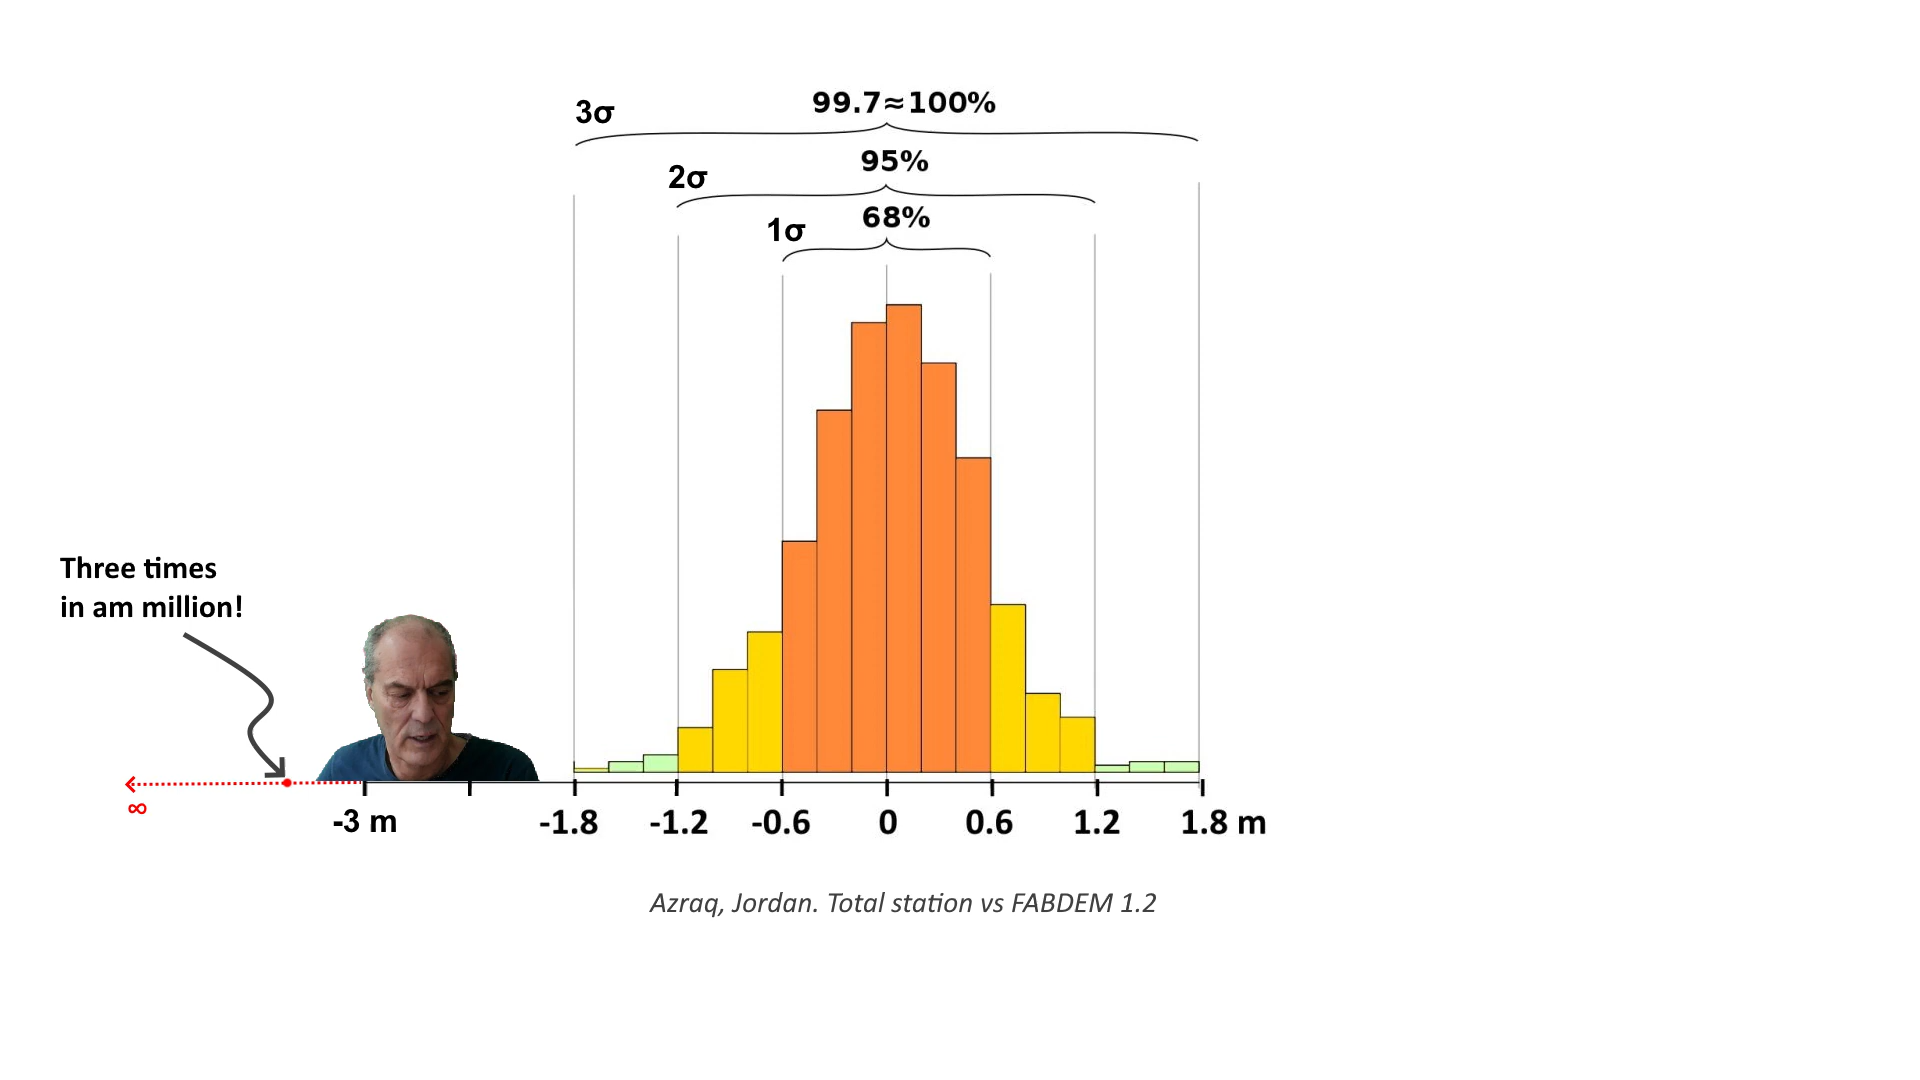 3σ
99.7≈100%
95%
2σ
68%
1σ
Three times
in am million!
∞
-3 m
-1.8
-1.2
-0.6
0
0.6
1.2
1.8 m
Azraq, Jordan. Total station vs FABDEM 1.2